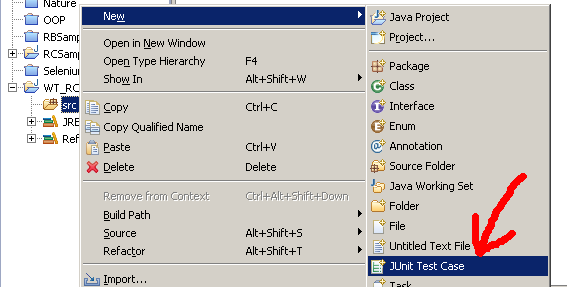 Nature
OOP
RBSamp
RCSamp
Seleniu
WT_RC
src
JRE
Ref
New
Open in New Window
Open Type Hierarchy F4
Show In Alt+Shift+W
Copy Ctrl+C
Copy Qualified Name
Paste Ctrl+V
Delete Delete
Remove from Context Ctrl+Alt+Shift+Down
Build Path
Source Alt+Shift+S
Refactor Alt+Shift+T
Import...
Java Project
Project...
Package
Class
Interface
Enum
Annotation
Source Folder
Java Working Set
Folder
File
Untitled Text File
JUnit Test Case
Task